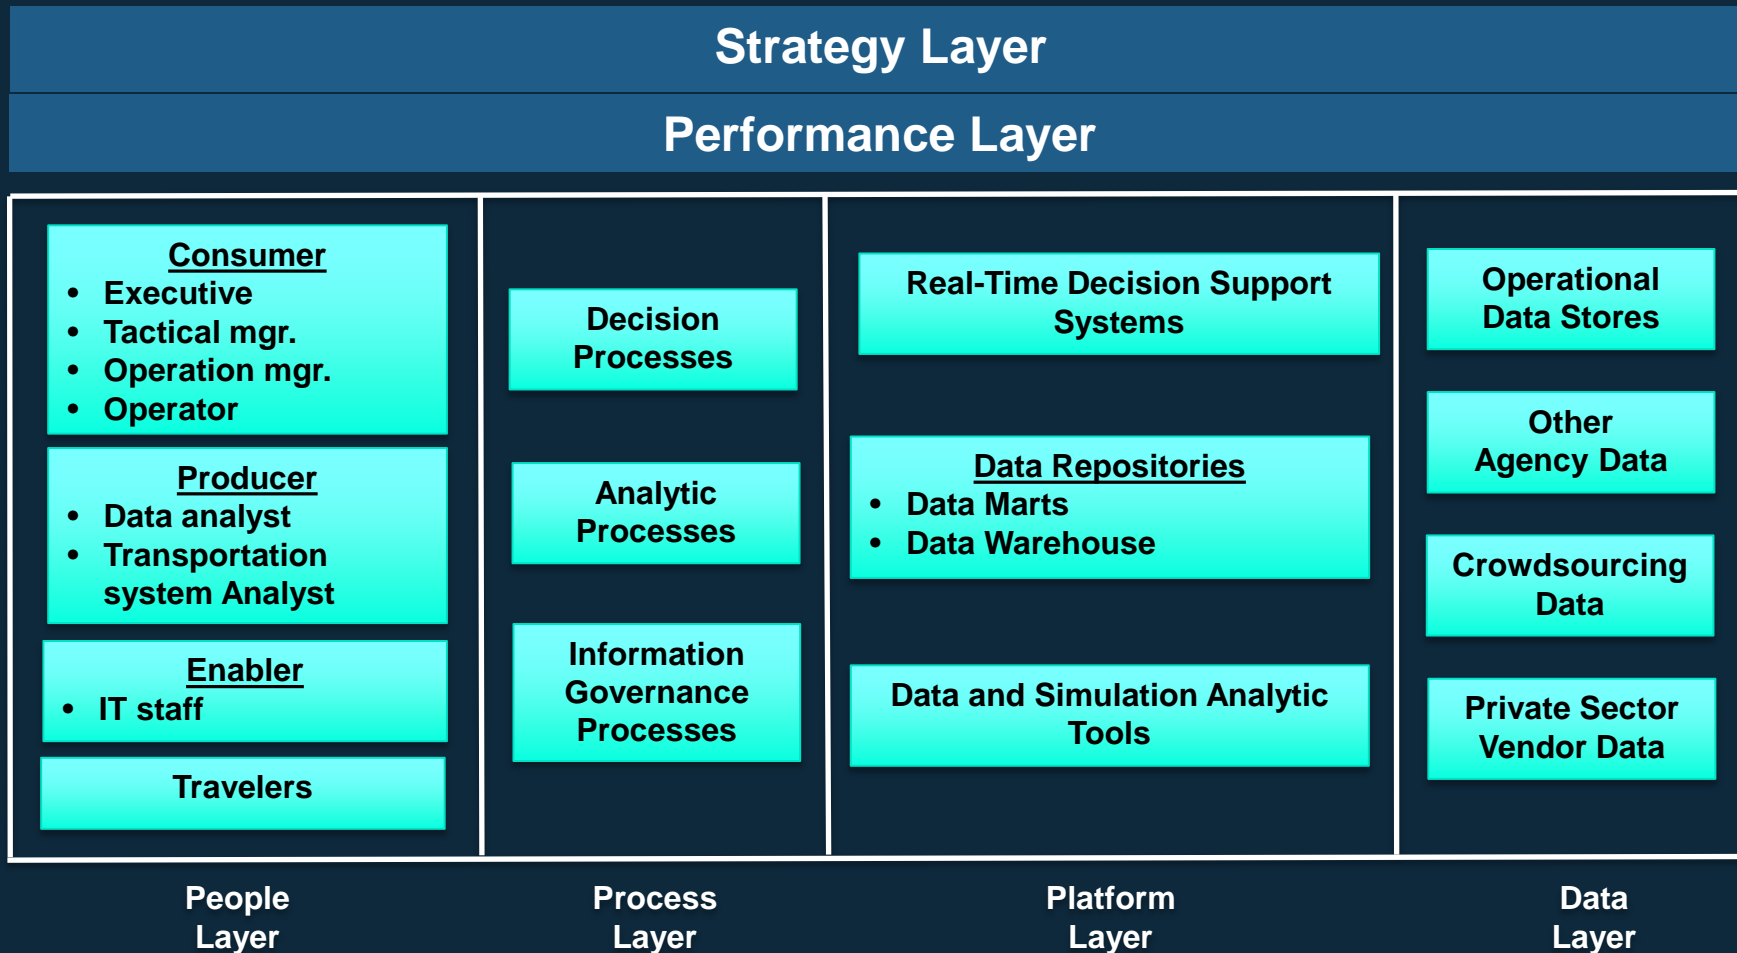 Strategy Layer
Performance Layer
Consumer
• Executive
• Tactical mgr.
• Operation mgr.
• Operator
Producer
• Data analyst
• Transportation
system Analyst
Enabler
• IT staff
Travelers
Decision
Processes
Analytic
Processes
Information
Governance
Processes
Real-Time Decision Support
Systems
Data Repositories
• Data Marts
• Data Warehouse
Data and Simulation Analytic
Tools
Operational
Data Stores
Other
Agency Data
Crowdsourcing
Data
Private Sector
Vendor Data
People
Layer
Process
Layer
Platform
Layer
Data
Layer